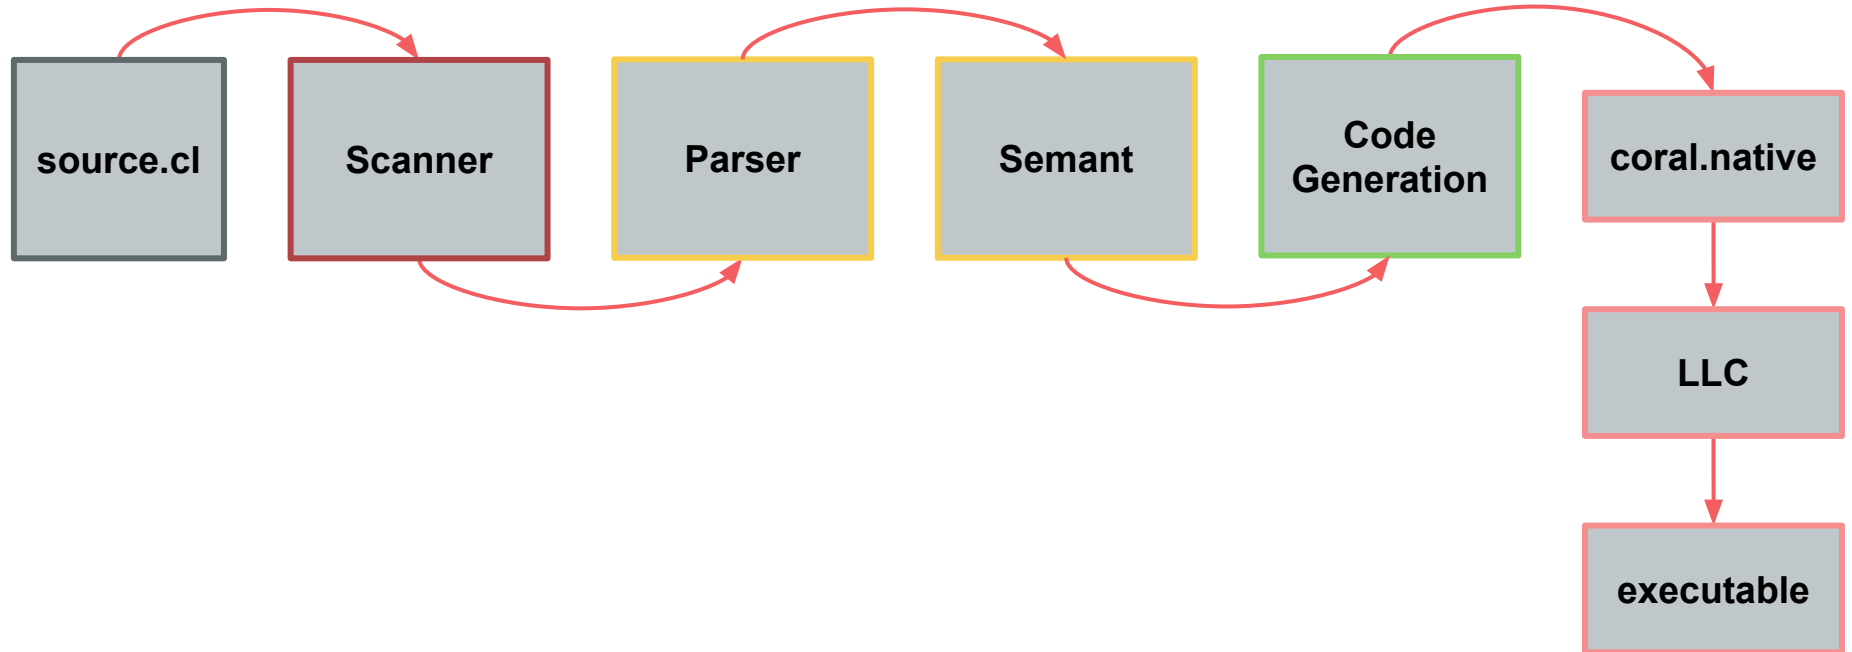 source.cl
Scanner
Parser
Semant
Code
Generation
coral.native
LLC
executable